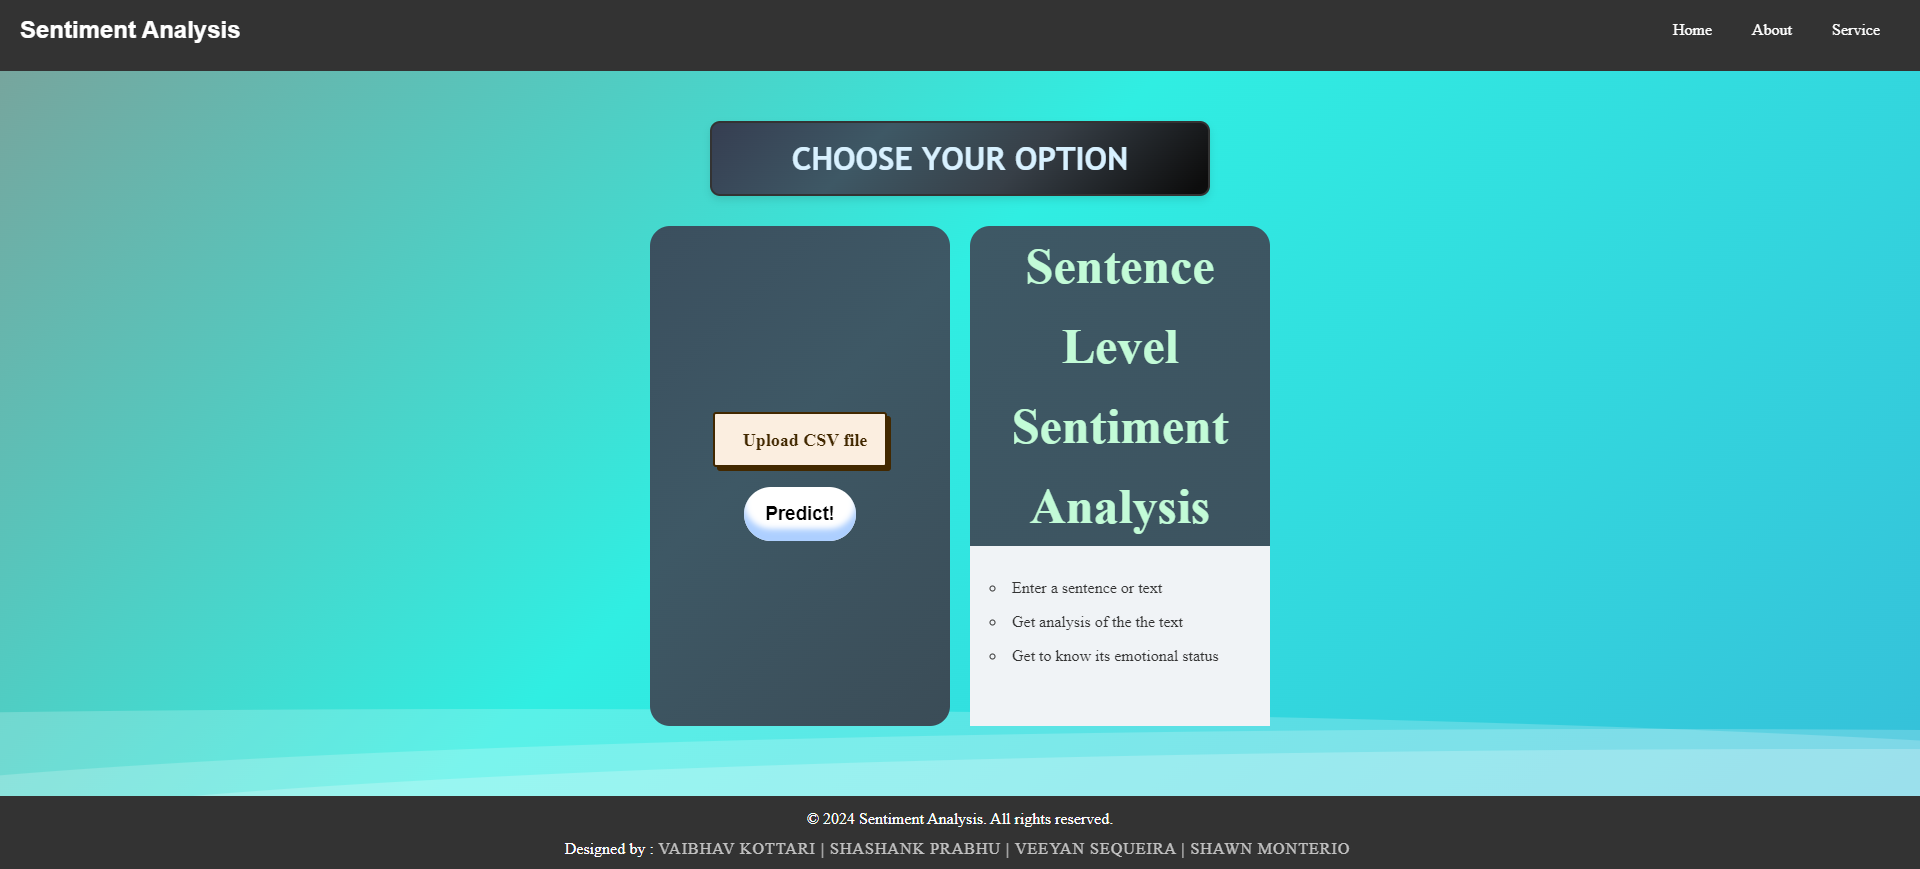 Sentiment Analysis
Home About Service
CHOOSE YOUR OPTION
Upload CSV file
Predict!
Sentence
Level
Sentiment
Analysis
Enter a sentence or text
Get analysis of the the text
Get to know its emotional status
© 2024 Sentiment Analysis. All rights reserved.
Designed by : VAIBHAV KOTTARI | SHASHANK PRABHU | VEEYAN SEQUEIRA | SHAWN MONTERIO